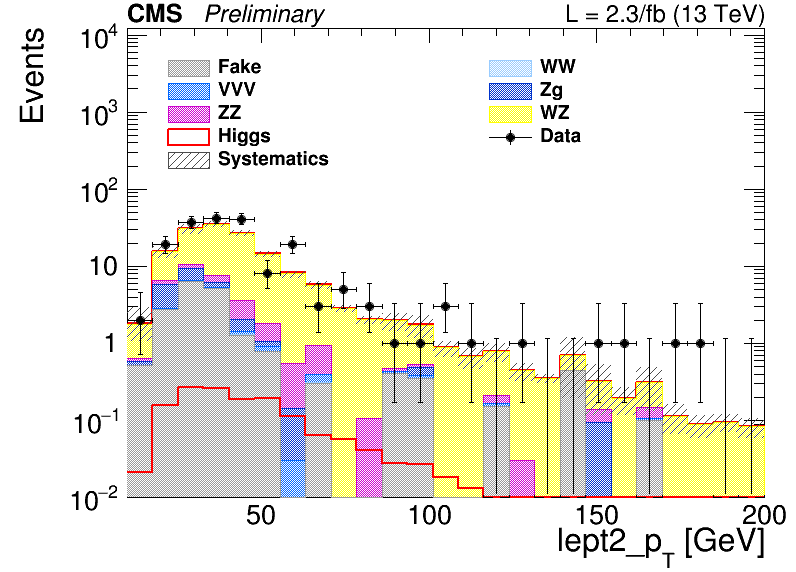 CMS Preliminary L = 2.3/fb (13 TeV)
Events
10^4
10^3
10^2
10
1
10^−1
10^−2
Fake
VVV
ZZ
Higgs
Systematics
WW
Zg
WZ
Data
50 100 150 200
lept2_p_T [GeV]